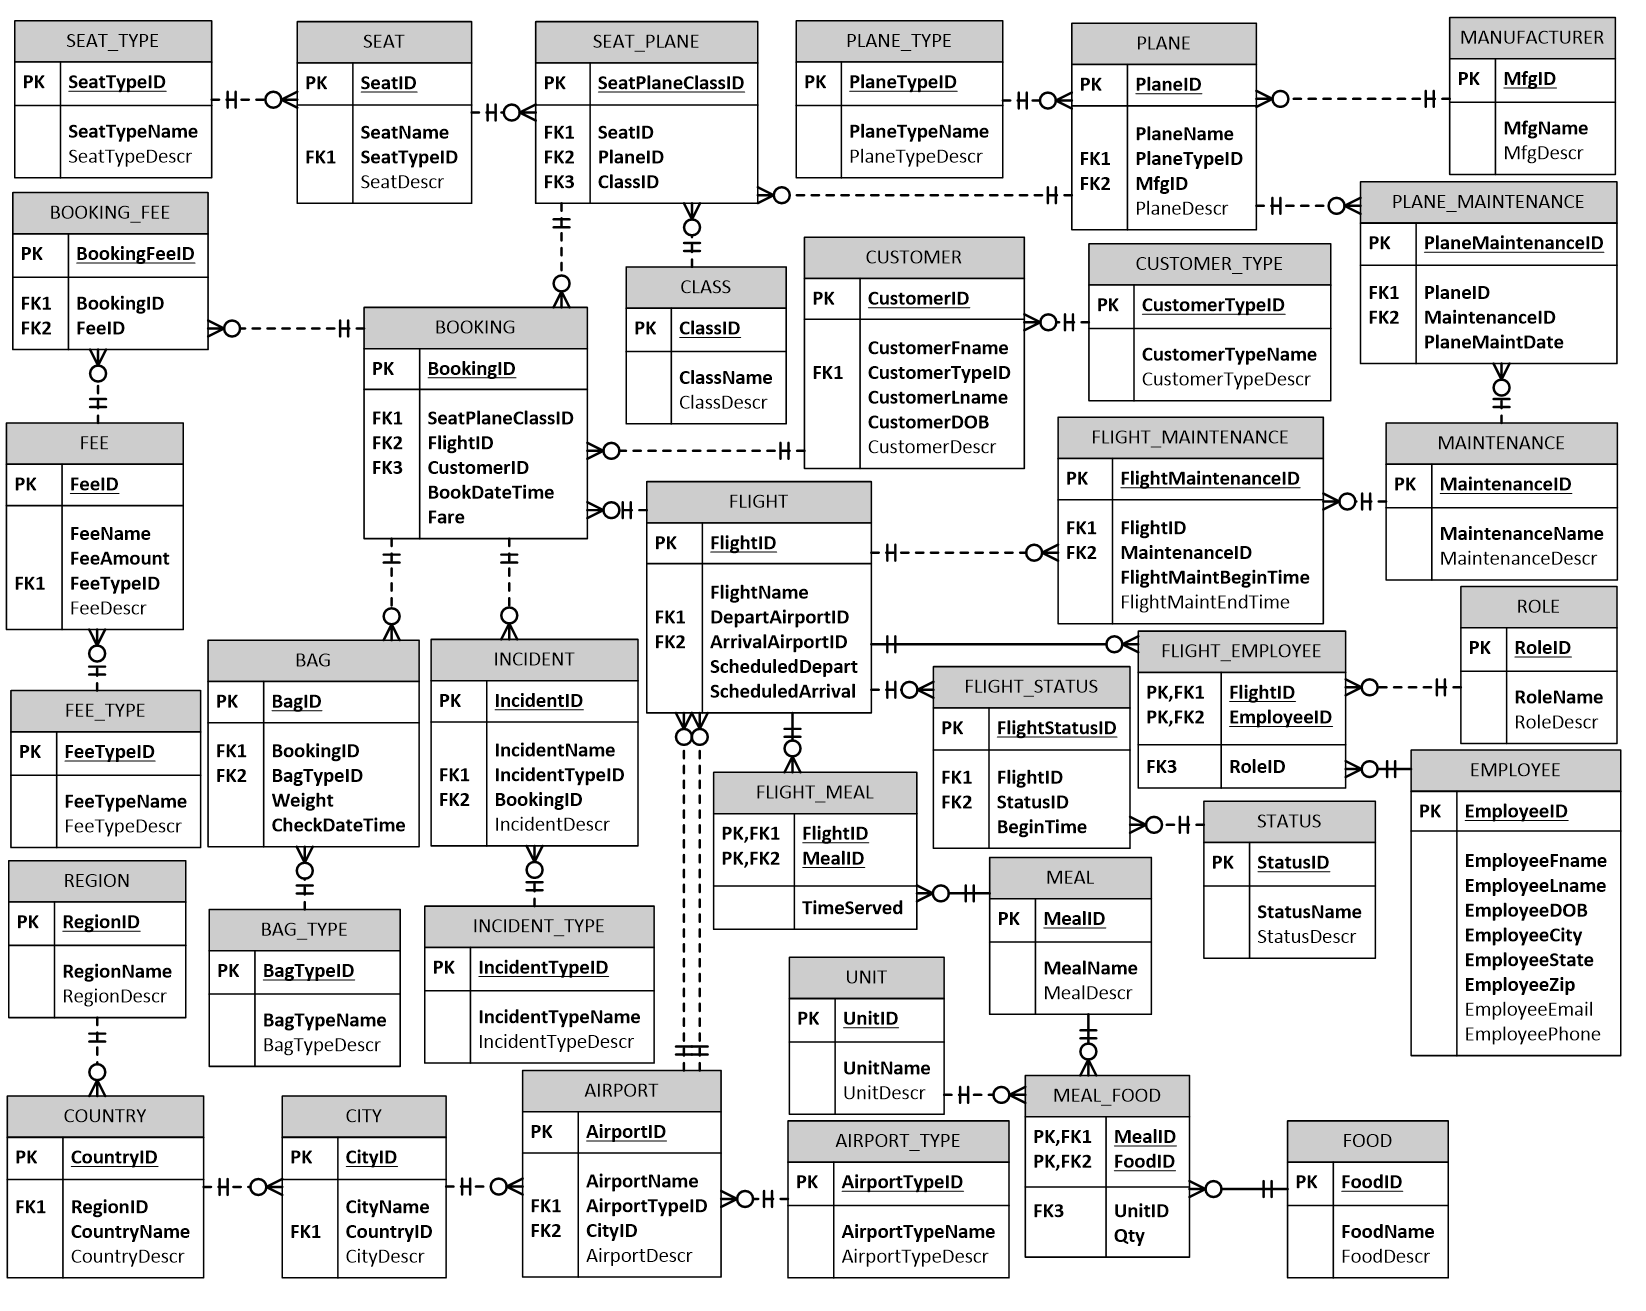 SEAT_TYPE
PK SeatTypeID
SeatTypeName
SeatTypeDescr
SEAT
PK SeatID
SeatName
FK1 SeatTypeID
SeatDescr
SEAT_PLANE
PK SeatPlaneClassID
FK1 SeatID
FK2 PlaneID
FK3 ClassID
PLANE_TYPE
PK PlaneTypeID
PlaneTypeName
PlaneTypeDescr
PLANE
PK PlaneID
PlaneName
FK1 PlaneTypeID
FK2 MfgID
PlaneDescr
MANUFACTURER
PK MfgID
MfgName
MfgDescr
BOOKING_FEE
PK BookingFeeID
FK1 BookingID
FK2 FeeID
BOOKING
PK BookingID
FK1 SeatPlaneClassID
FK2 FlightID
FK3 CustomerID
BookDateTime
Fare
CLASS
PK ClassID
ClassName
ClassDescr
CUSTOMER
PK CustomerID
CustomerFname
FK1 CustomerTypeID
CustomerLname
CustomerDOB
CustomerDescr
CUSTOMER_TYPE
PK CustomerTypeID
CustomerTypeName
CustomerTypeDescr
PLANE_MAINTENANCE
PK PlaneMaintenanceID
FK1 PlaneID
FK2 MaintenanceID
PlaneMaintDate
FEE
PK FeeID
FeeName
FeeAmount
FK1 FeeTypeID
FeeDescr
FLIGHT
PK FlightID
FlightName
FK1 DepartAirportID
FK2 ArrivalAirportID
ScheduledDepart
ScheduledArrival
FLIGHT_MAINTENANCE
PK FlightMaintenanceID
FK1 FlightID
FK2 MaintenanceID
FlightMaintBeginTime
FlightMaintEndTime
MAINTENANCE
PK MaintenanceID
MaintenanceName
MaintenanceDescr
FEE_TYPE
PK FeeTypeID
FeeTypeName
FeeTypeDescr
BAG
PK BagID
FK1 BookingID
FK2 BagTypeID
Weight
CheckDateTime
INCIDENT
PK IncidentID
IncidentName
FK1 IncidentTypeID
FK2 BookingID
IncidentDescr
FLIGHT_MEAL
PK,FK1 FlightID
PK,FK2 MealID
TimeServed
FLIGHT_STATUS
PK FlightStatusID
FK1 FlightID
FK2 StatusID
BeginTime
FLIGHT_EMPLOYEE
PK,FK1 FlightID
PK,FK2 EmployeeID
FK3 RoleID
ROLE
PK RoleID
RoleName
RoleDescr
STATUS
PK StatusID
StatusName
StatusDescr
EMPLOYEE
PK EmployeeID
EmployeeFname
EmployeeLname
EmployeeDOB
EmployeeCity
EmployeeState
EmployeeZip
EmployeeEmail
EmployeePhone
REGION
PK RegionID
RegionName
RegionDescr
BAG_TYPE
PK BagTypeID
BagTypeName
BagTypeDescr
INCIDENT_TYPE
PK IncidentTypeID
IncidentTypeName
IncidentTypeDescr
UNIT
PK UnitID
UnitName
UnitDescr
MEAL
PK MealID
MealName
MealDescr
COUNTRY
PK CountryID
FK1 RegionID
CountryName
CountryDescr
CITY
PK CityID
CityName
FK1 CountryID
CityDescr
AIRPORT
PK AirportID
AirportName
FK1 AirportTypeID
FK2 CityID
AirportDescr
AIRPORT_TYPE
PK AirportTypeID
AirportTypeName
AirportTypeDescr
MEAL_FOOD
PK,FK1 MealID
PK,FK2 FoodID
FK3 UnitID
Qty
FOOD
PK FoodID
FoodName
FoodDescr